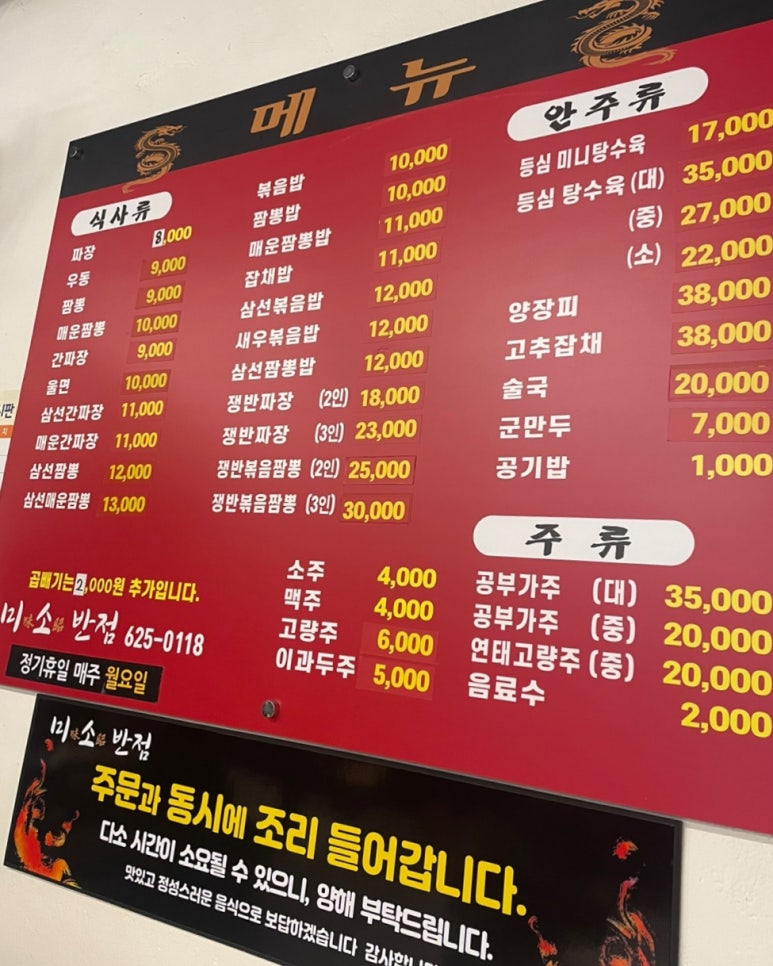 메뉴
식사류
짜장 8,000
우동 9,000
짬뽕 9,000
매운짬뽕 10,000
간짜장 9,000
울면 10,000
삼선간짜장 11,000
매운간짜장 11,000
삼선짬뽕 12,000
삼선매운짬뽕 13,000
볶음밥 10,000
짬뽕밥 10,000
매운짬뽕밥 11,000
잡채밥 11,000
삼선볶음밥 12,000
새우볶음밥 12,000
삼선짬뽕밥 12,000
쟁반짜장 (2인) 18,000
쟁반짜장 (3인) 23,000
쟁반볶음짬뽕 (2인) 25,000
쟁반볶음짬뽕 (3인) 30,000
안주류
등심 미니탕수육 17,000
등심 탕수육 (대) 35,000
(중) 27,000
(소) 22,000
양장피 38,000
고추잡채 38,000
술국 20,000
군만두 7,000
공기밥 1,000
주류
소주 4,000
맥주 4,000
고량주 6,000
이과두주 5,000
공부가주 (대) 35,000
공부가주 (중) 20,000
연태고량주 (중) 20,000
음료수 2,000
곱배기는 2,000원 추가입니다.
미味소 반점 625-0118
정기휴일 매주 월요일
미味소 반점
주문과 동시에 조리 들어갑니다.
다소 시간이 소요될 수 있으니, 양해 부탁드립니다.
맛있고 정성스러운 음식으로 보답하겠습니다 감사합니